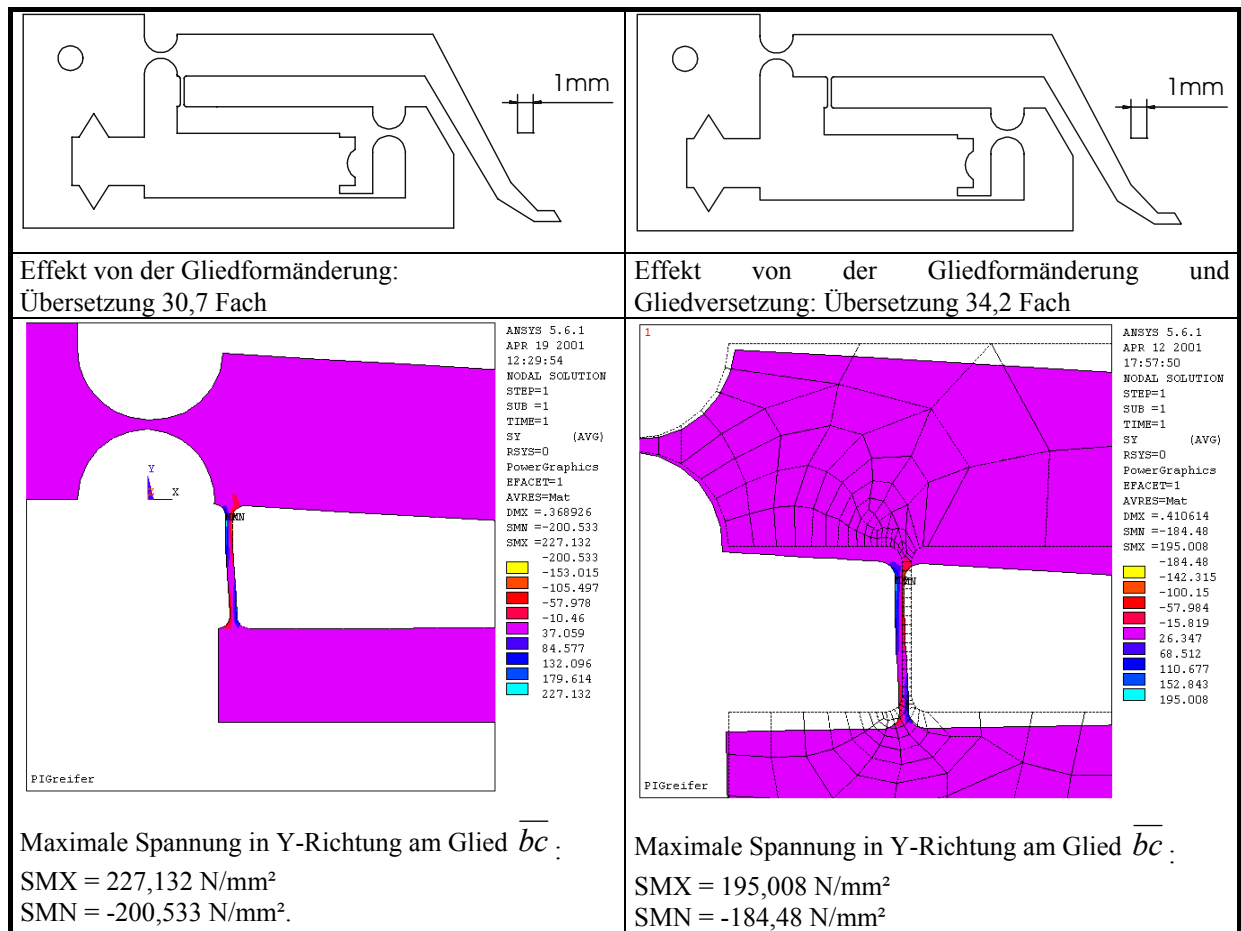 1mm
1mm
Effekt von der Gliedformänderung:
Übersetzung 30,7 Fach
Effekt von der Gliedformänderung und
Gliedversetzung: Übersetzung 34,2 Fach
ANSYS 5.6.1
APR 19 2001
12:29:54
NODAL SOLUTION
STEP=1
SUB =1
TIME=1
SY (AVG)
RSYS=0
PowerGraphics
EFACET=1
AVRES=Mat
DMX =.368926
SMN =-200.533
SMX =227.132
-200.533
-153.015
-105.497
-57.978
-10.46
37.059
84.577
132.096
179.614
227.132
Y
X
MN
PIGreifer
Maximale Spannung in Y-Richtung am Glied bc :
SMX = 227,132 N/mm²
SMN = -200,533 N/mm².
1
ANSYS 5.6.1
APR 12 2001
17:57:50
NODAL SOLUTION
STEP=1
SUB =1
TIME=1
SY (AVG)
RSYS=0
PowerGraphics
EFACET=1
AVRES=Mat
DMX =.410614
SMN =-184.48
SMX =195.008
-184.48
-142.315
-100.15
-57.984
-15.819
26.347
68.512
110.677
152.843
195.008
MN
PIGreifer
Maximale Spannung in Y-Richtung am Glied bc :
SMX = 195,008 N/mm²
SMN = -184,48 N/mm²